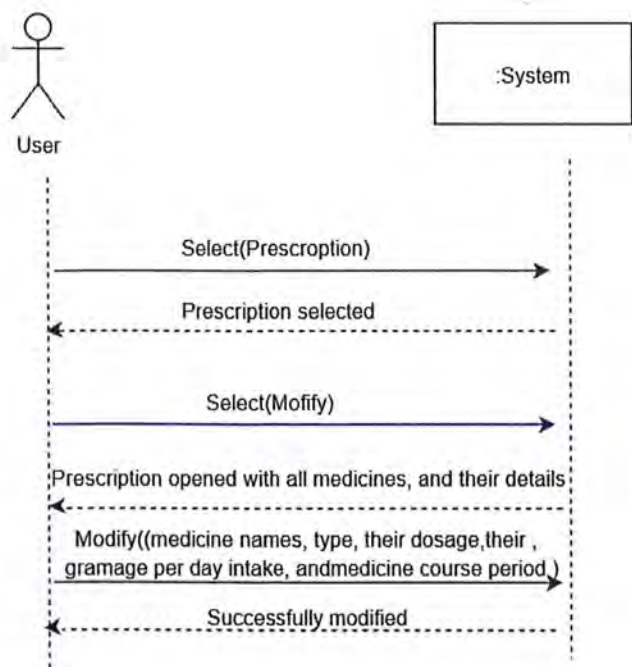 :System
User
Select(Prescroption)
Prescription selected
Select(Mofify)
Prescription opened with all medicines, and their details
Modify((medicine names, type, their dosage,their ,
gramage per day intake, andmedicine course period )
Successfully modified